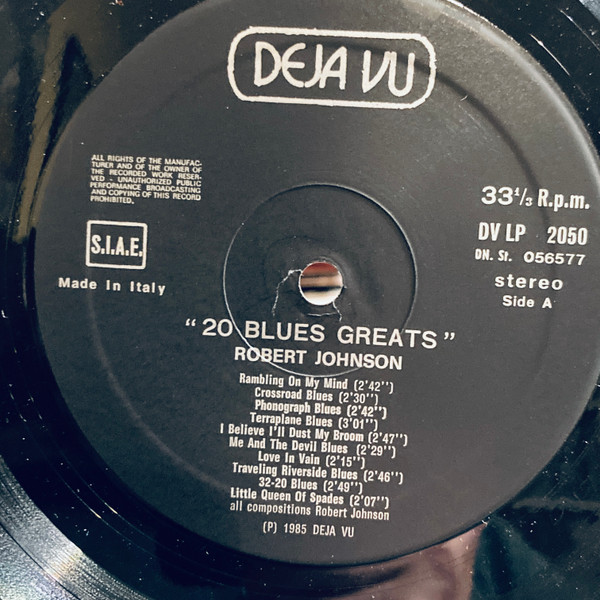 DEJA VU
ALL RIGHTS OF THE MANUFAC-
TURER AND OF THE OWNER OF
THE RECORDED WORK RESER-
VED - UNAUTHORIZED PUBLIC
PERFORMANCE BROADCASTING
AND COPYING OF THIS RECORD
PROHIBITED.
S.I.A.E.
Made In Italy
33⅓ R.p.m.
DV LP 2050
DN. St. 056577
stereo
Side A
"20 BLUES GREATS"
ROBERT JOHNSON
Rambling On My Mind (2'42'')
Crossroad Blues (2'30'')
Phonograph Blues (2'42'')
Terraplane Blues (3'01'')
I Believe I'll Dust My Broom (2'47'')
Me And The Devil Blues (2'29'')
Love In Vain (2'15'')
Traveling Riverside Blues (2'46'')
32-20 Blues (2'49'')
Little Queen Of Spades (2'07'')
all compositions Robert Johnson
(P) 1985 DEJA VU